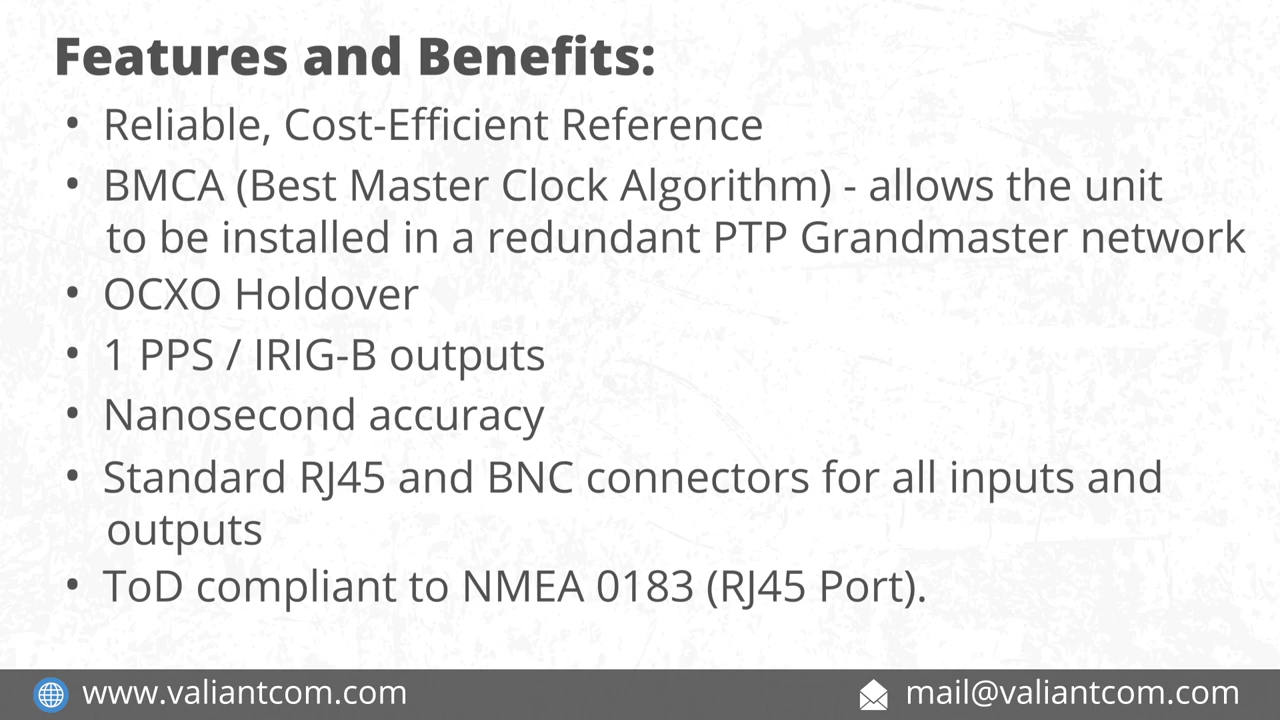 Features and Benefits:
• Reliable, Cost-Efficient Reference
• BMCA (Best Master Clock Algorithm) - allows the unit
to be installed in a redundant PTP Grandmaster network
• OCXO Holdover
• 1 PPS / IRIG-B outputs
• Nanosecond accuracy
• Standard RJ45 and BNC connectors for all inputs and
outputs
• ToD compliant to NMEA 0183 (RJ45 Port).
www.valiantcom.com
mail@valiantcom.com